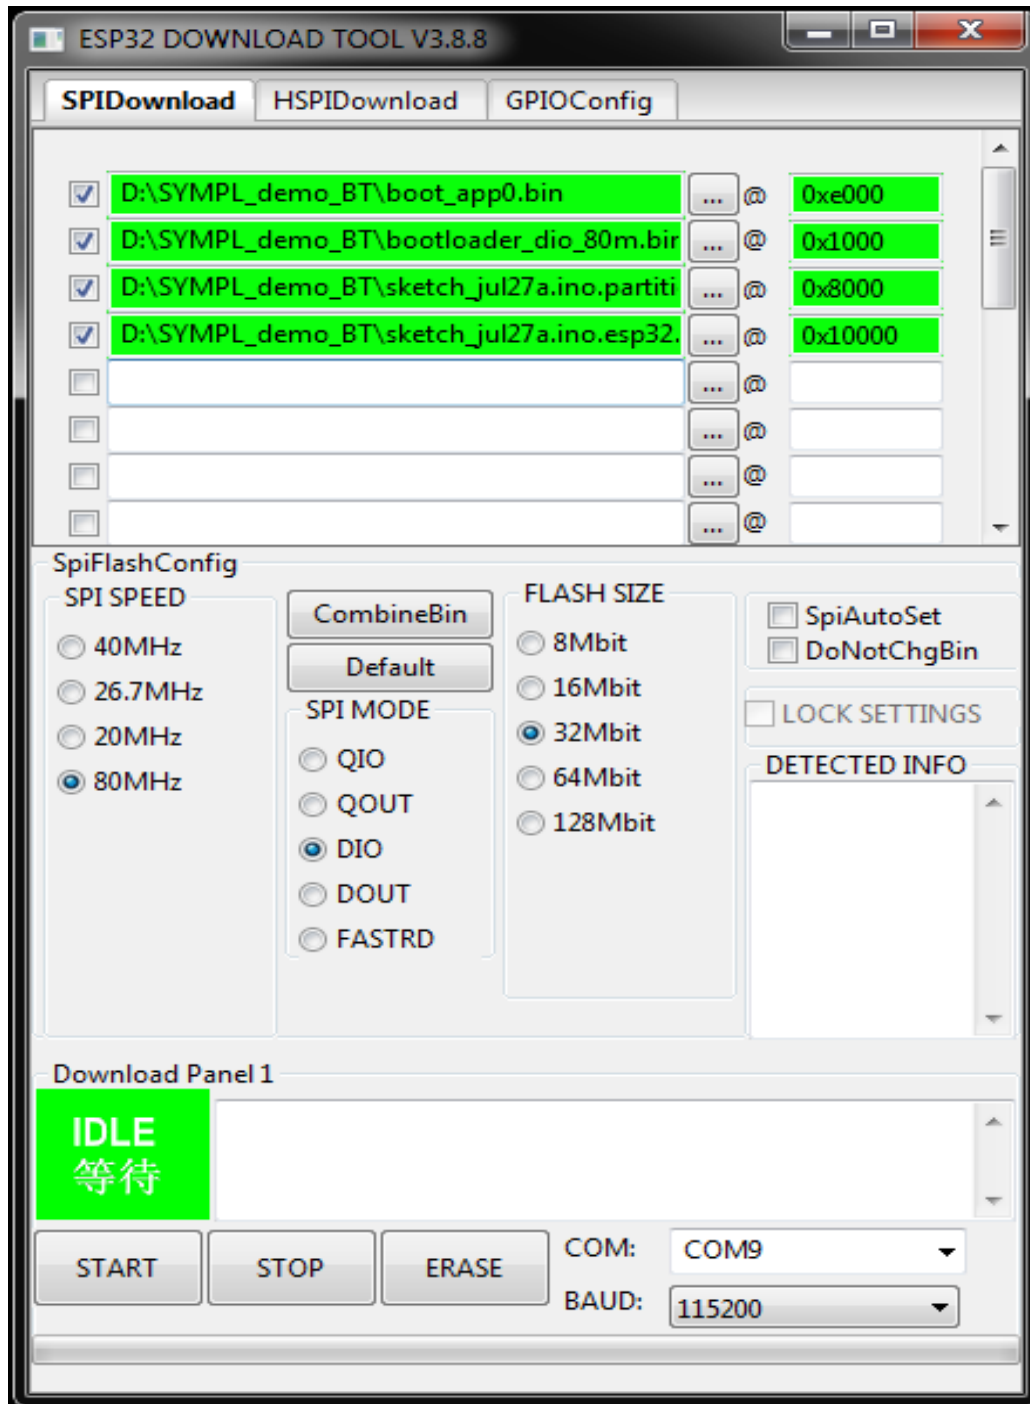 ESP32 DOWNLOAD TOOL V3.8.8
SPIDownload HSPIDownload GPIOConfig
D:\SYMPL_demo_BT\boot_app0.bin ... @ 0xe000
D:\SYMPL_demo_BT\bootloader_dio_80m.bir ... @ 0x1000
D:\SYMPL_demo_BT\sketch_jul27a.ino.partiti ... @ 0x8000
D:\SYMPL_demo_BT\sketch_jul27a.ino.esp32. ... @ 0x10000
... @
... @
... @
... @
SpiFlashConfig
SPI SPEED
40MHz
26.7MHz
20MHz
80MHz
CombineBin
Default
SPI MODE
QIO
QOUT
DIO
DOUT
FASTRD
FLASH SIZE
8Mbit
16Mbit
32Mbit
64Mbit
128Mbit
SpiAutoSet
DoNotChgBin
LOCK SETTINGS
DETECTED INFO
Download Panel 1
IDLE
等待
START STOP ERASE
COM: COM9
BAUD: 115200